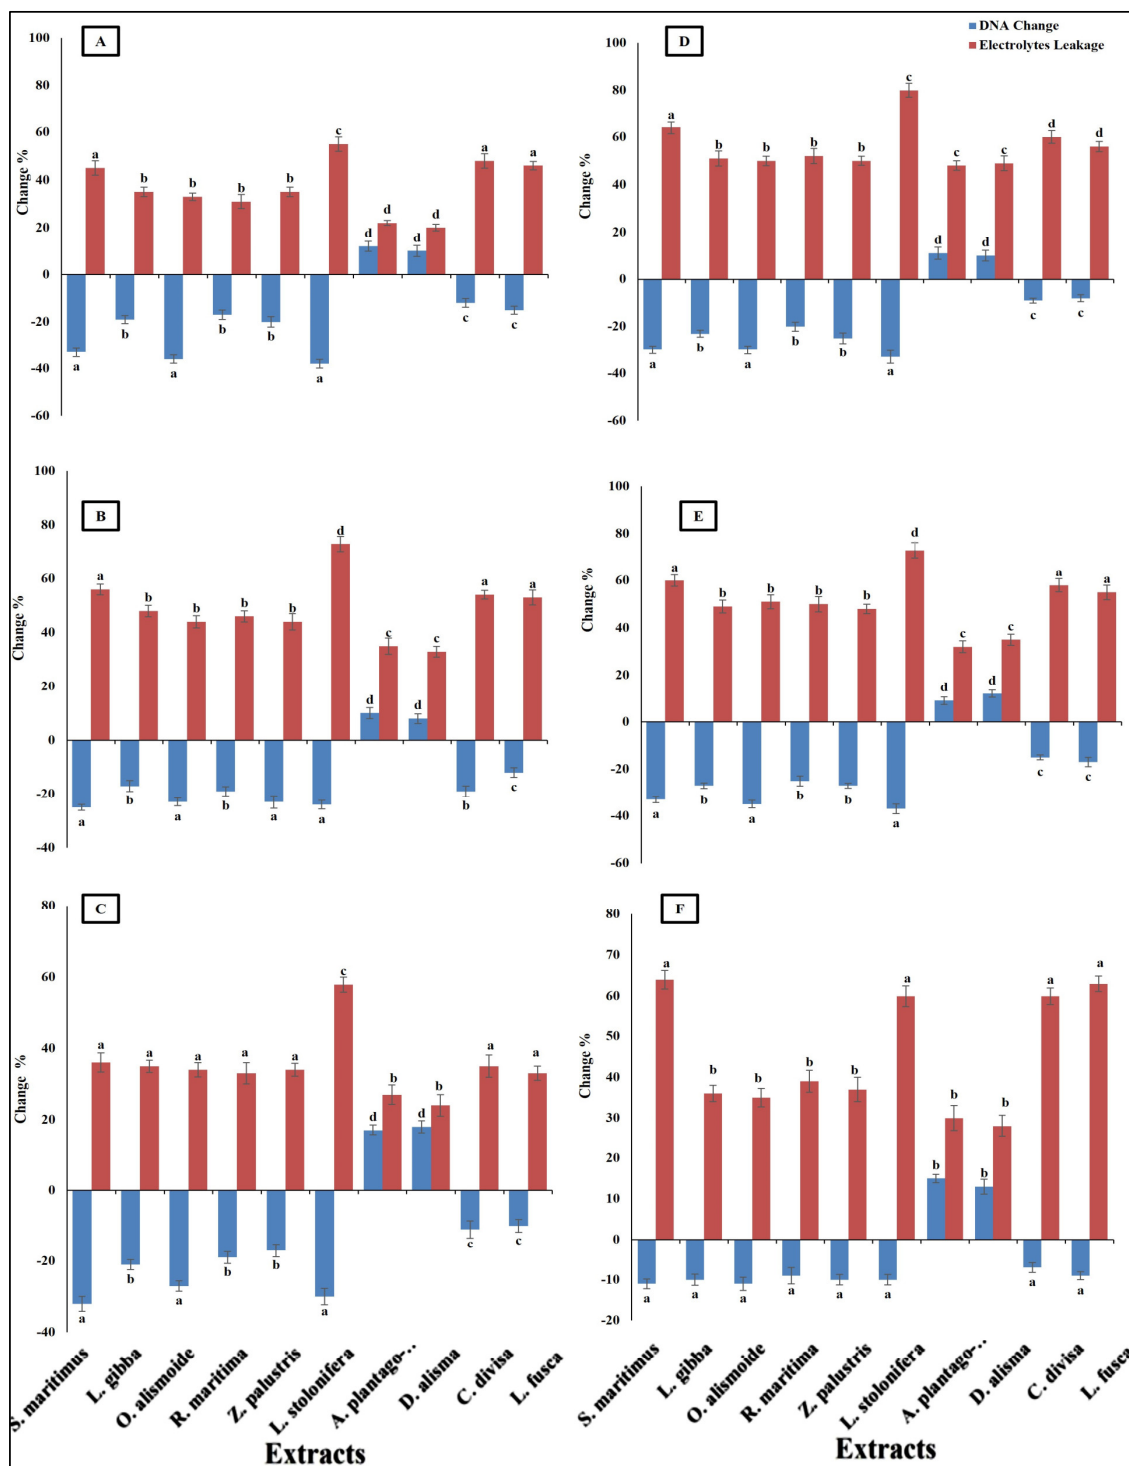 A
Change %
100
80
60
40
20
0
-20
-40
-60
a b b b b c d d a a
d d
a b a b b a c c
D
DNA Change
Electrolytes Leakage
Change %
100
80
60
40
20
0
-20
-40
-60
a b b b b c c c d d
d d
a b a b b a c c
B
Change %
100
80
60
40
20
0
-20
-40
a b b b b d c c a a
d d
a b a b a a b c
E
Change %
100
80
60
40
20
0
-20
-40
-60
a b b b b d c c a a
d d
a b a b b a c c
C
Change %
80
60
40
20
0
-20
-40
a a a a a c b b a a
d d
a b a b b a c c
S. maritimus L. gibba O. alismoide R. maritima Z. palustris L. stolonifera A. plantago-... D. alisma C. divisa L. fusca
Extracts
F
Change %
80
70
60
50
40
30
20
10
0
-10
-20
a b b b b a b b a a
b b
a a a a a a a a
S. maritimus L. gibba O. alismoide R. maritima Z. palustris L. stolonifera A. plantago-... D. alisma C. divisa L. fusca
Extracts